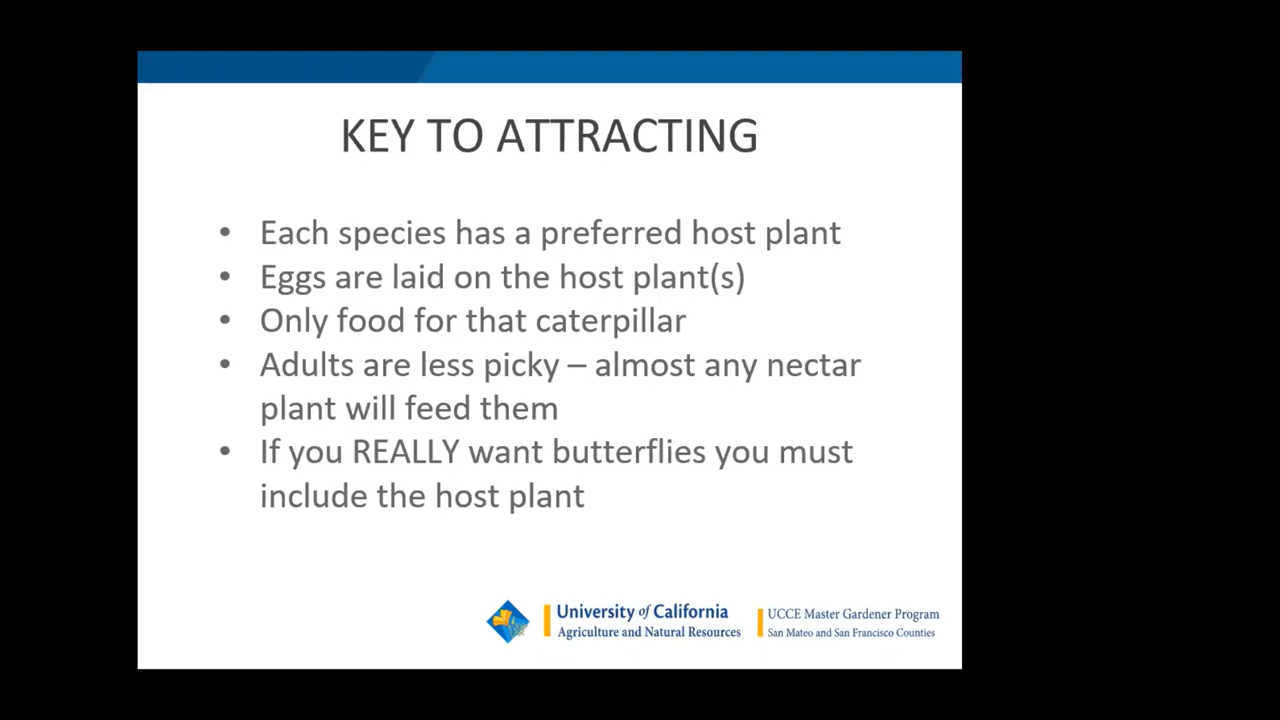 KEY TO ATTRACTING
• Each species has a preferred host plant
• Eggs are laid on the host plant(s)
• Only food for that caterpillar
• Adults are less picky – almost any nectar
plant will feed them
• If you REALLY want butterflies you must
include the host plant
University of California
Agriculture and Natural Resources
UCCE Master Gardener Program
San Mateo and San Francisco Counties